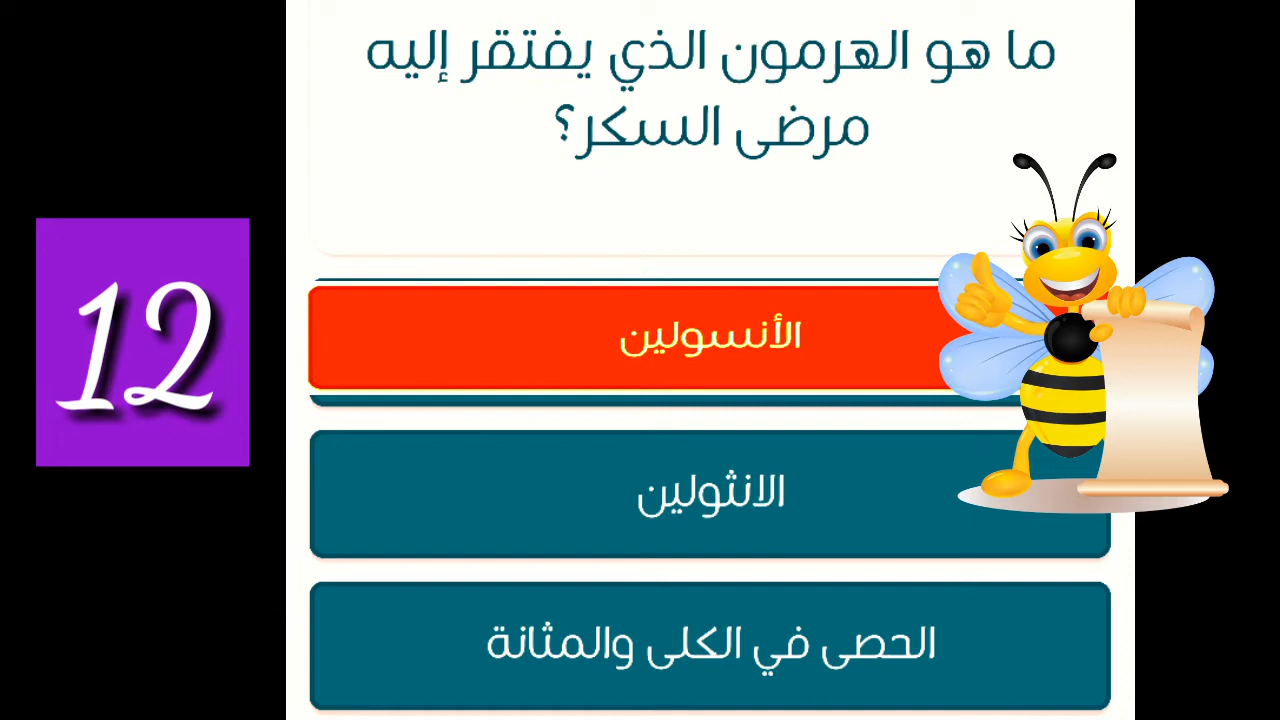 ما هو الهرمون الذي يفتقر إليه
مرضى السكر؟
12
الأنسولين
الانثولين
الحصى في الكلى والمثانة